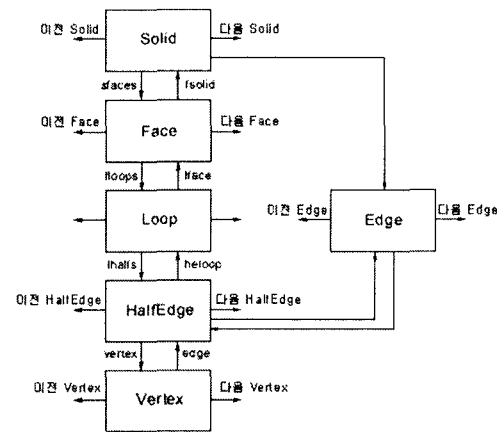 이전 Solid
Solid
다음 Solid
sfaces
fsolid
이전 Face
Face
다음 Face
floops
lface
Loop
이전 Edge
Edge
다음 Edge
lhalfs
heloop
이전 HalfEdge
HalfEdge
다음 HalfEdge
vertex
edge
이전 Vertex
Vertex
다음 Vertex